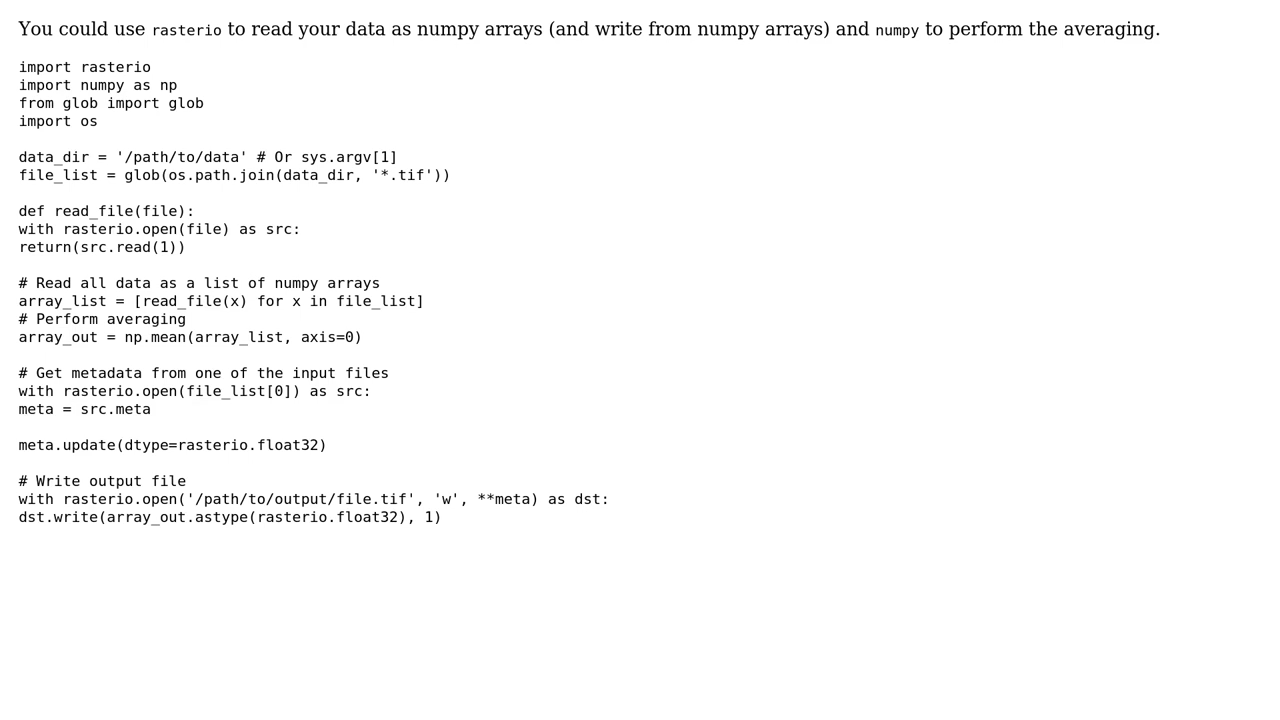 You could use rasterio to read your data as numpy arrays (and write from numpy arrays) and numpy to perform the averaging.
import rasterio
import numpy as np
from glob import glob
import os
data_dir = '/path/to/data' # Or sys.argv[1]
file_list = glob(os.path.join(data_dir, '*.tif'))
def read_file(file):
with rasterio.open(file) as src:
return(src.read(1))
# Read all data as a list of numpy arrays
array_list = [read_file(x) for x in file_list]
# Perform averaging
array_out = np.mean(array_list, axis=0)
# Get metadata from one of the input files
with rasterio.open(file_list[0]) as src:
meta = src.meta
meta.update(dtype=rasterio.float32)
# Write output file
with rasterio.open('/path/to/output/file.tif', 'w', **meta) as dst:
dst.write(array_out.astype(rasterio.float32), 1)